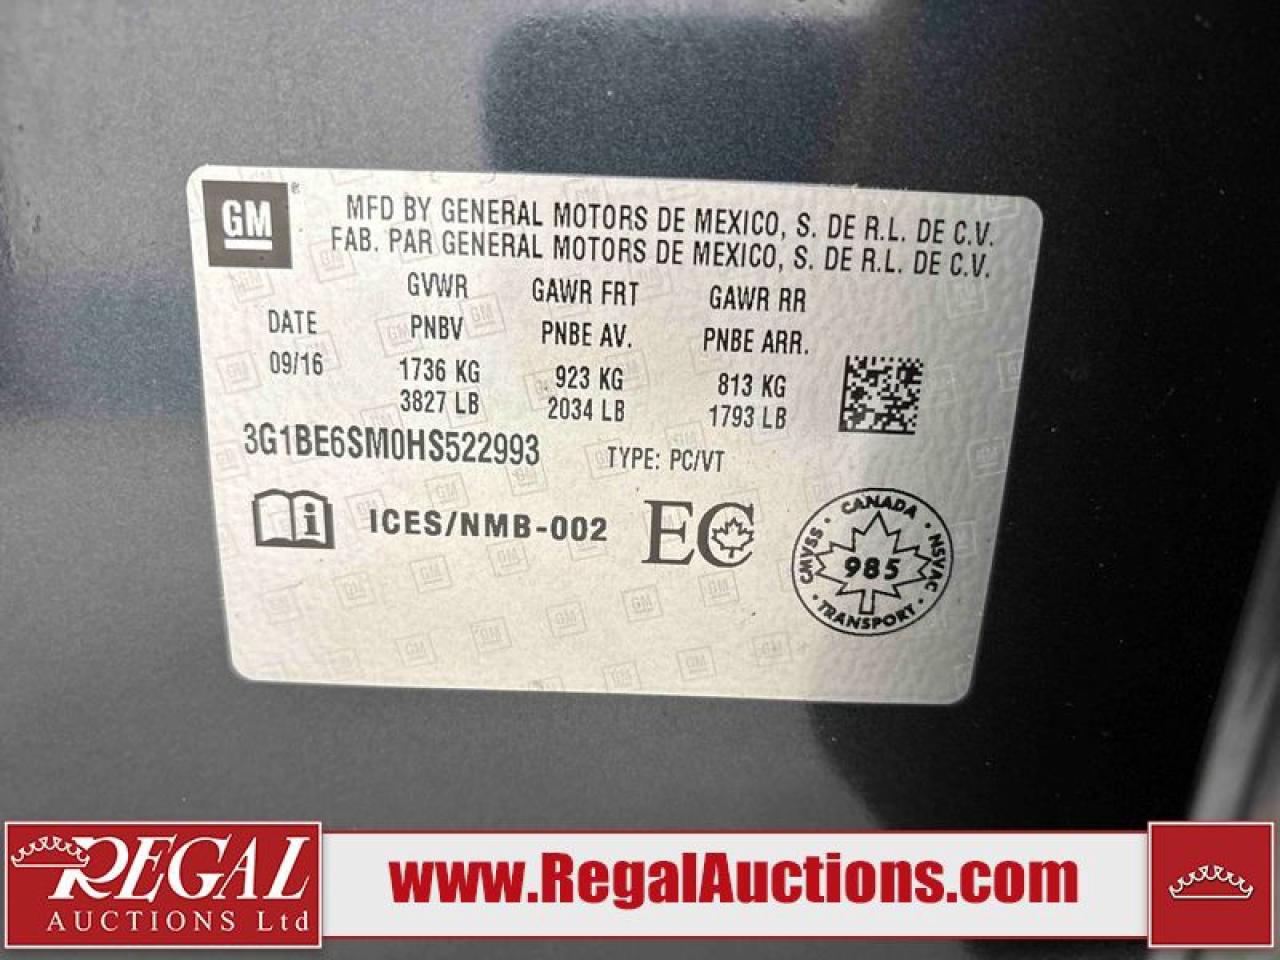 GM®
MFD BY GENERAL MOTORS DE MEXICO, S. DE R.L. DE C.V.
FAB. PAR GENERAL MOTORS DE MEXICO, S. DE R.L. DE C.V.
GVWR GAWR FRT GAWR RR
DATE PNBV PNBE AV. PNBE ARR.
09/16 1736 KG 923 KG 813 KG
3827 LB 2034 LB 1793 LB
3G1BE6SM0HS522993 TYPE: PC/VT
i ICES/NMB-002 EC
CANADA
CMVSS 985 NSVAC
TRANSPORT
REGAL
AUCTIONS Ltd
www.RegalAuctions.com